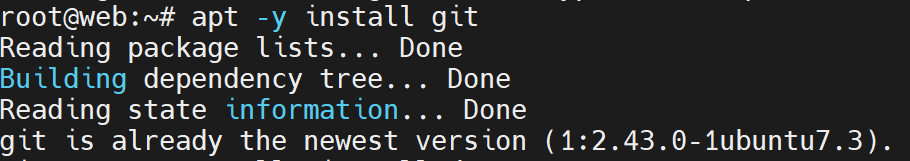 root@web:~# apt -y install git
Reading package lists... Done
Building dependency tree... Done
Reading state information... Done
git is already the newest version (1:2.43.0-1ubuntu7.3).